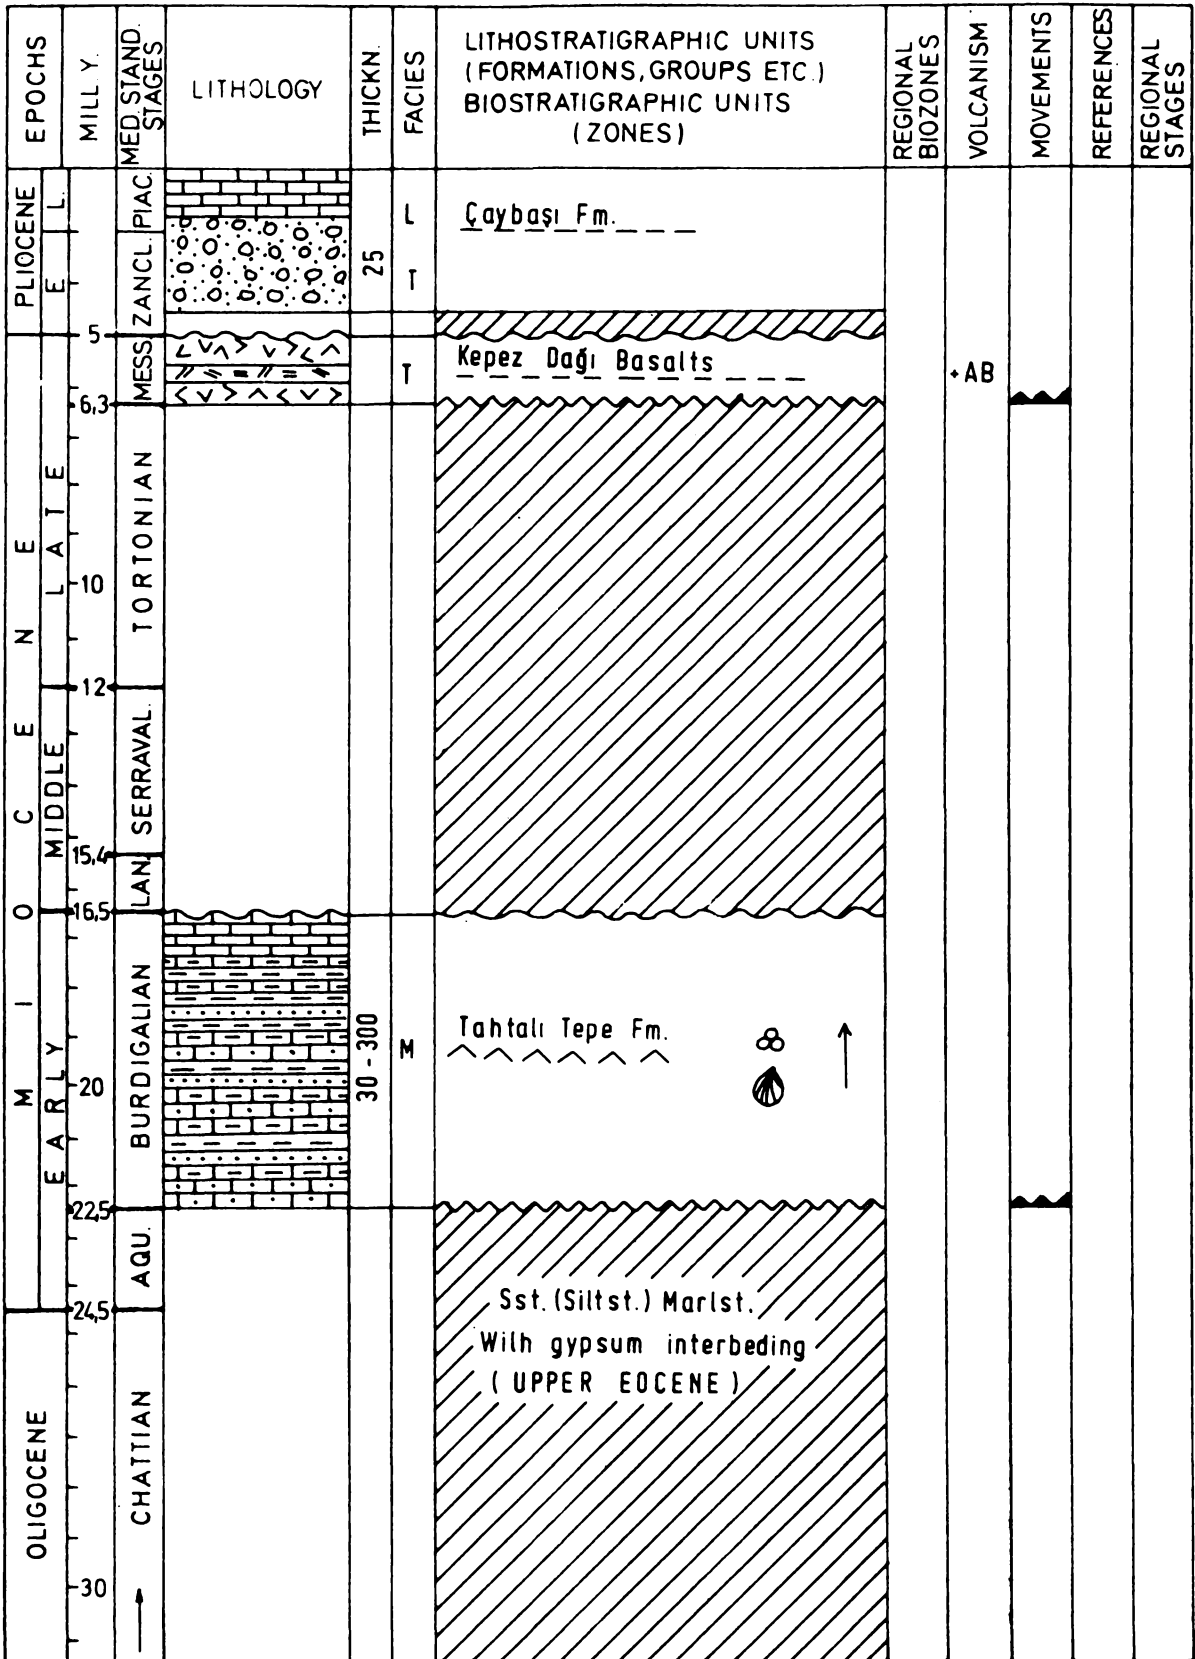 EPOCHS
MILL.Y.
MED.STAND.
STAGES
LITHOLOGY
THICKN.
FACIES
LITHOSTRATIGRAPHIC UNITS
(FORMATIONS, GROUPS ETC.)
BIOSTRATIGRAPHIC UNITS
(ZONES)
REGIONAL
BIOZONES
VOLCANISM
MOVEMENTS
REFERENCES
REGIONAL
STAGES
PLIOCENE
L.
E
PIAC.
ZANCL.
25
L
T
Çaybaşı Fm.
5
MESS.
T
Kepez Dağı Basalts
+AB
6,3
MIOCENE
LATE
TORTONIAN
10
12
MIDDLE
SERRAVAL.
15,4
LAN.
16,5
EARLY
BURDIGALIAN
20
30-300
M
Tahtalı Tepe Fm.
22,5
AQU.
24,5
Sst. (Siltst.) Marlst.
Wilh gypsum interbeding
(UPPER EOCENE)
OLIGOCENE
CHATTIAN
30